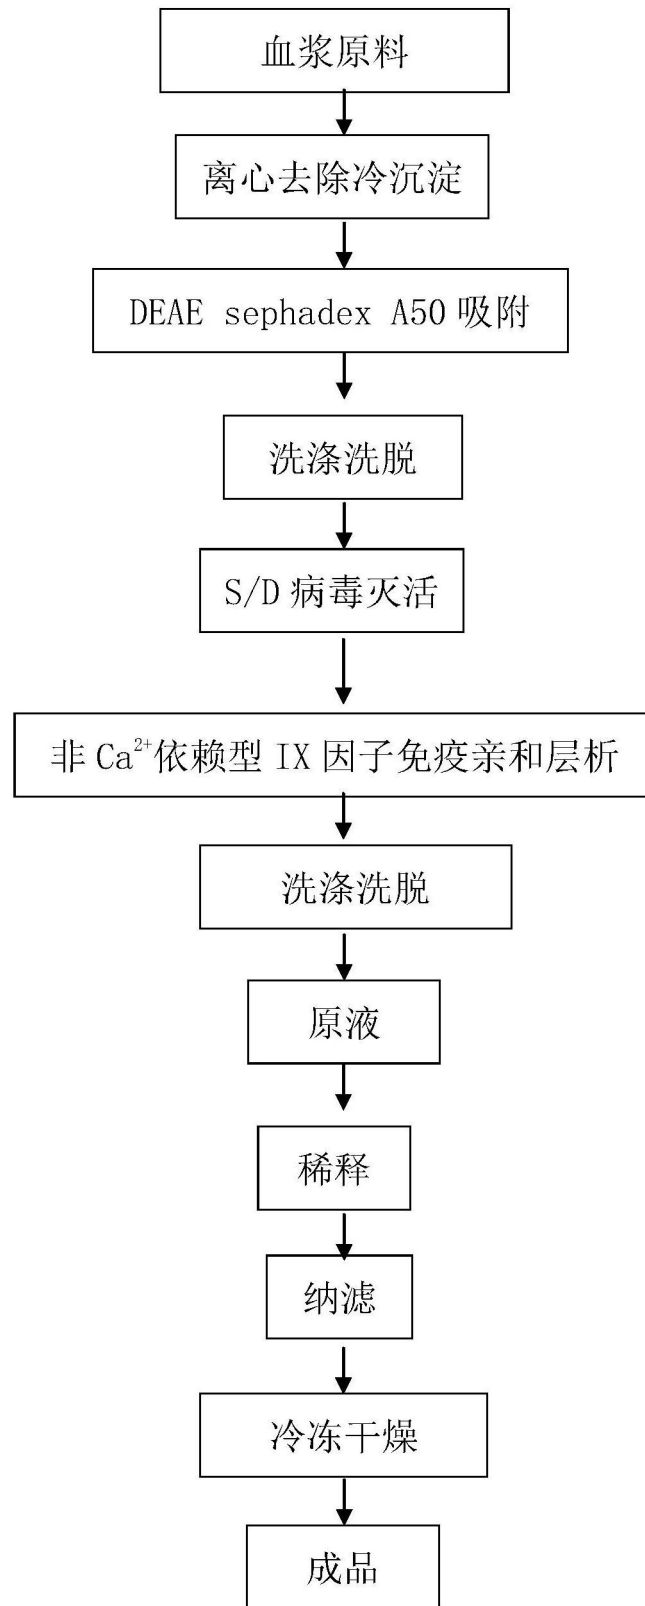 血浆原料
离心去除冷沉淀
DEAE sephadex A50 吸附
洗涤洗脱
S/D 病毒灭活
非 Ca²⁺依赖型 IX 因子免疫亲和层析
洗涤洗脱
原液
稀释
纳滤
冷冻干燥
成品